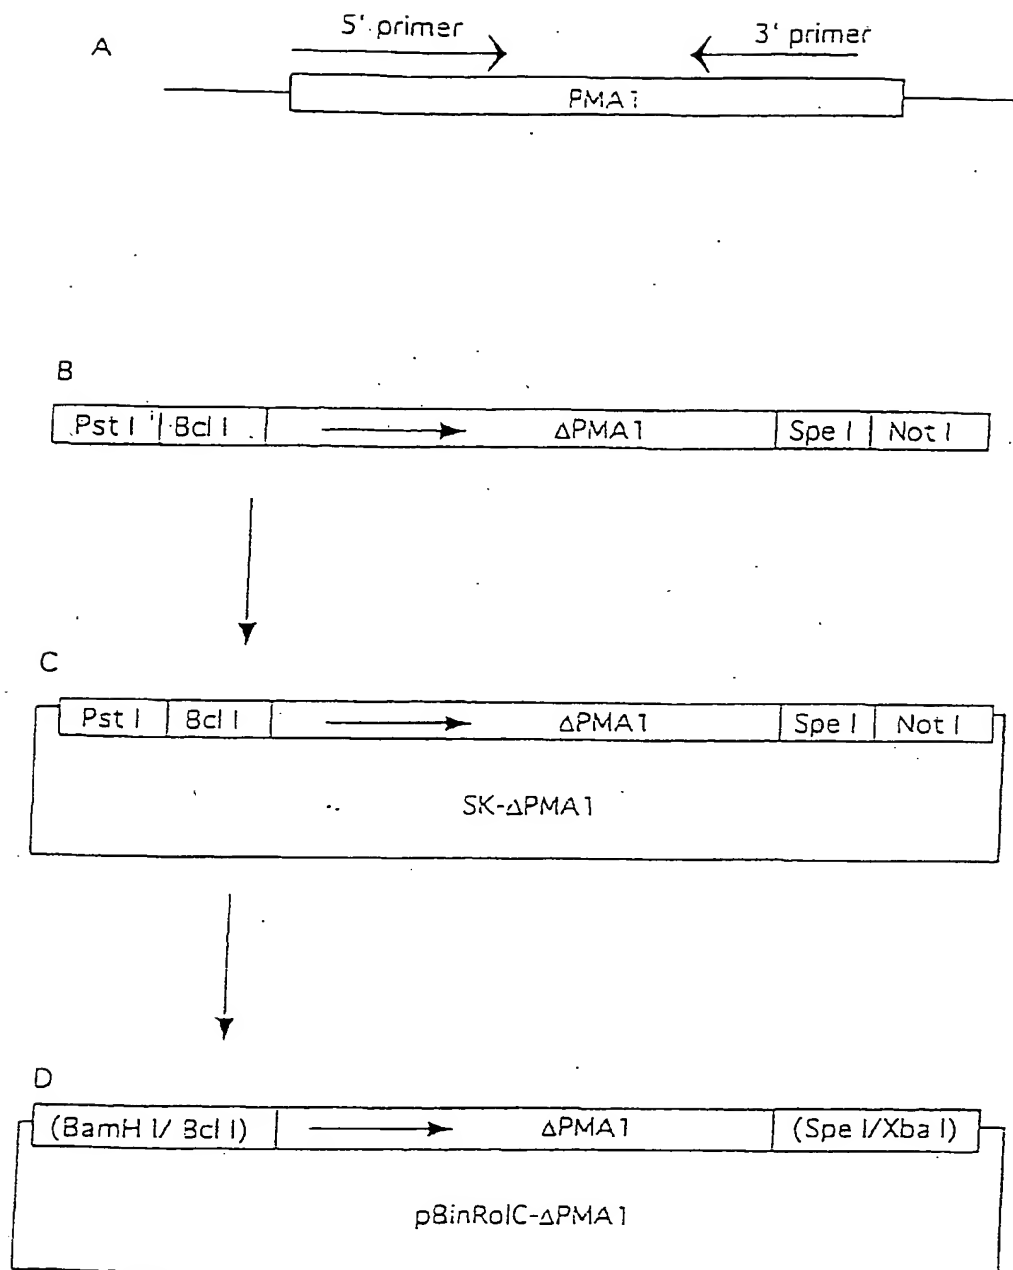 A
5' primer
3' primer
PMA1
B
Pst I Bcl I ΔPMA1 Spe I Not I
C
Pst I Bcl I ΔPMA1 Spe I Not I
SK-ΔPMA1
D
(BamH I/ Bcl I) ΔPMA1 (Spe I/Xba I)
pBinRolC-ΔPMA1